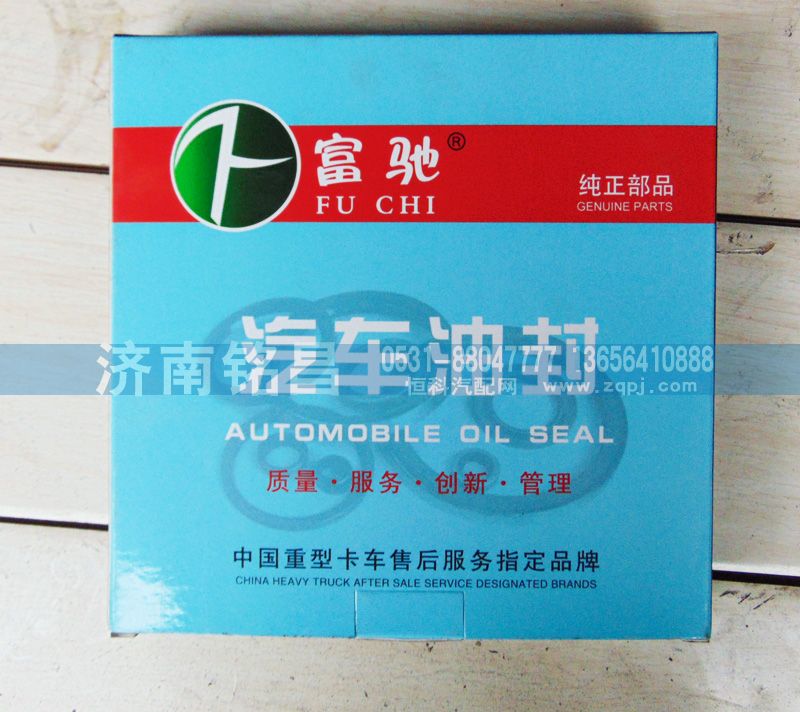 富驰®
FU CHI
纯正部品
GENUINE PARTS
汽车油封
济南铭 0531-88047777 13656410888
恒科汽配网 www.zqpj.com
AUTOMOBILE OIL SEAL
质量·服务·创新·管理
中国重型卡车售后服务指定品牌
CHINA HEAVY TRUCK AFTER SALE SERVICE DESIGNATED BRANDS